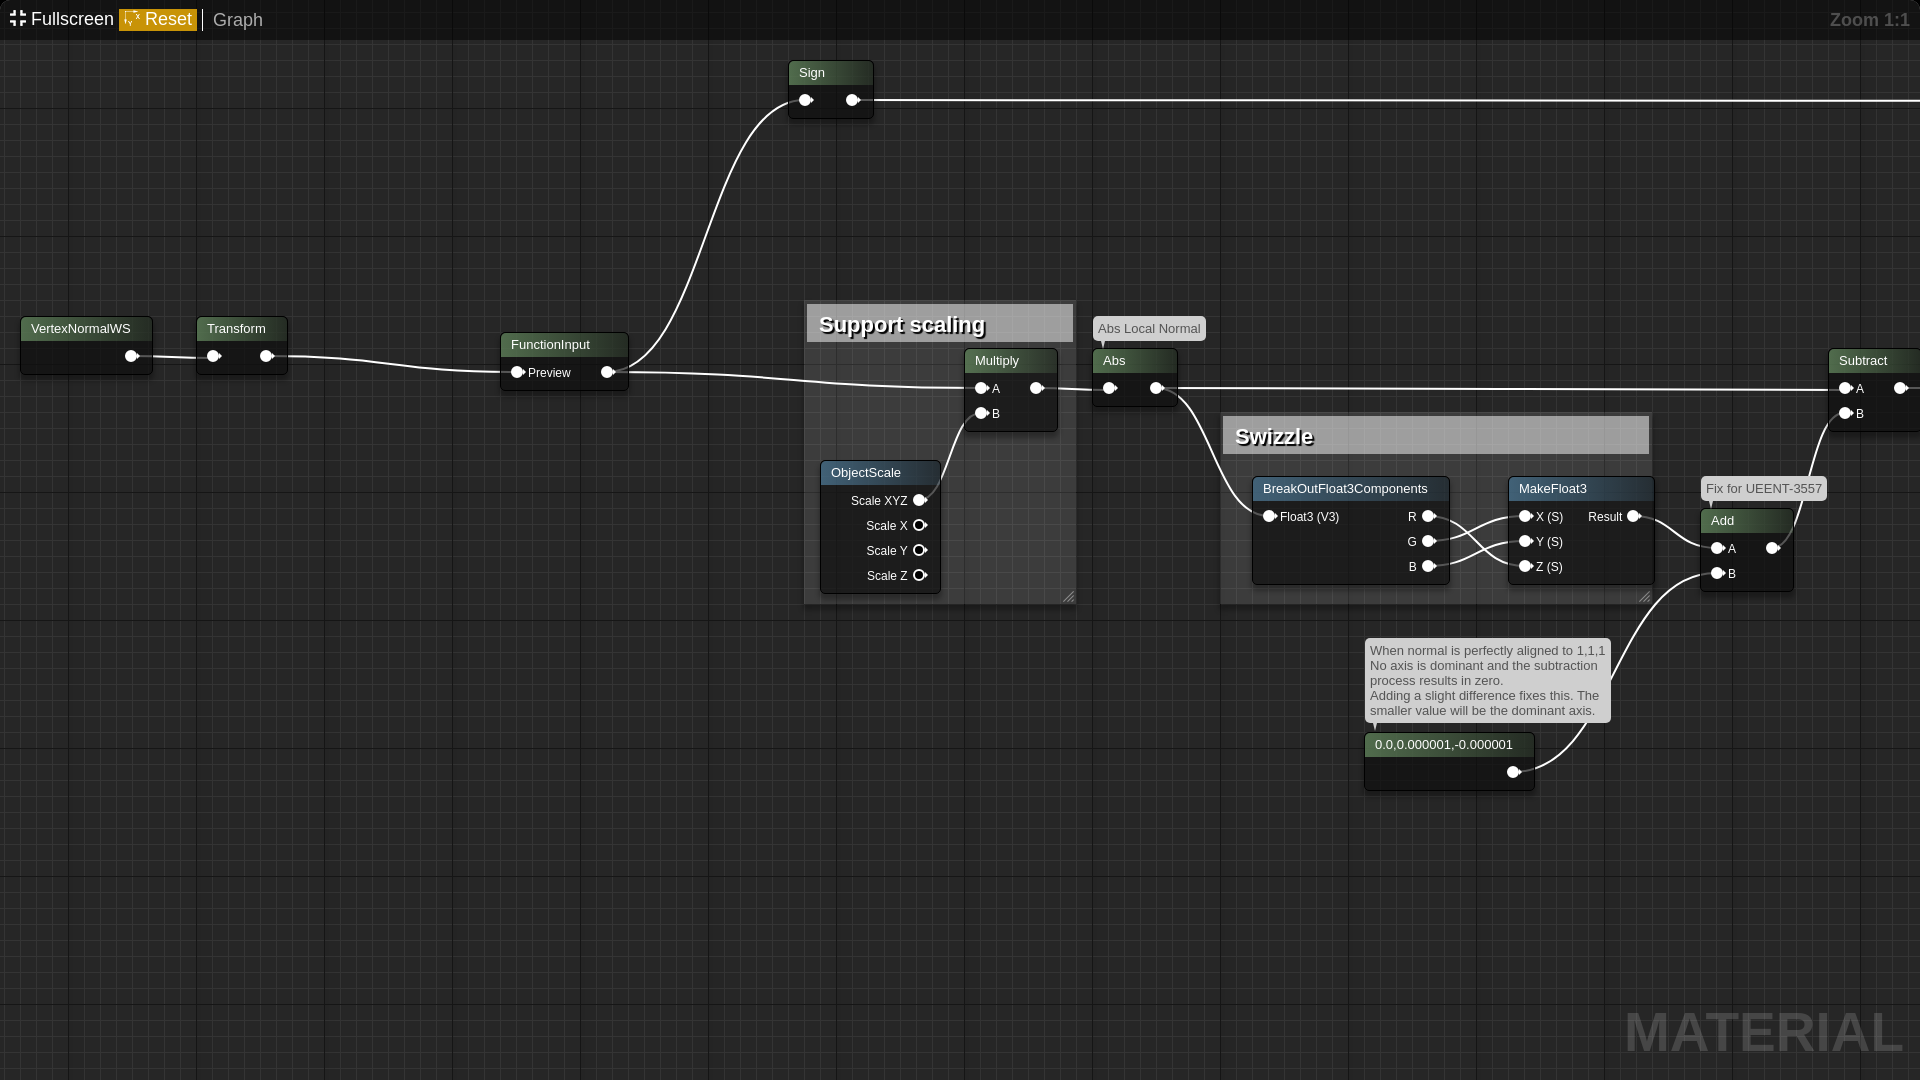 Fullscreen Reset Graph
Zoom 1:1
Sign
VertexNormalWS
Transform
FunctionInput
Preview
Support scaling
Multiply
A
B
ObjectScale
Scale XYZ
Scale X
Scale Y
Scale Z
Abs Local Normal
Abs
Swizzle
BreakOutFloat3Components
Float3 (V3)
R
G
B
MakeFloat3
X (S)
Result
Y (S)
Z (S)
Fix for UEENT-3557
Add
A
B
Subtract
A
B
When normal is perfectly aligned to 1,1,1
No axis is dominant and the subtraction
process results in zero.
Adding a slight difference fixes this. The
smaller value will be the dominant axis.
0.0,0.000001,-0.000001
MATERIAL